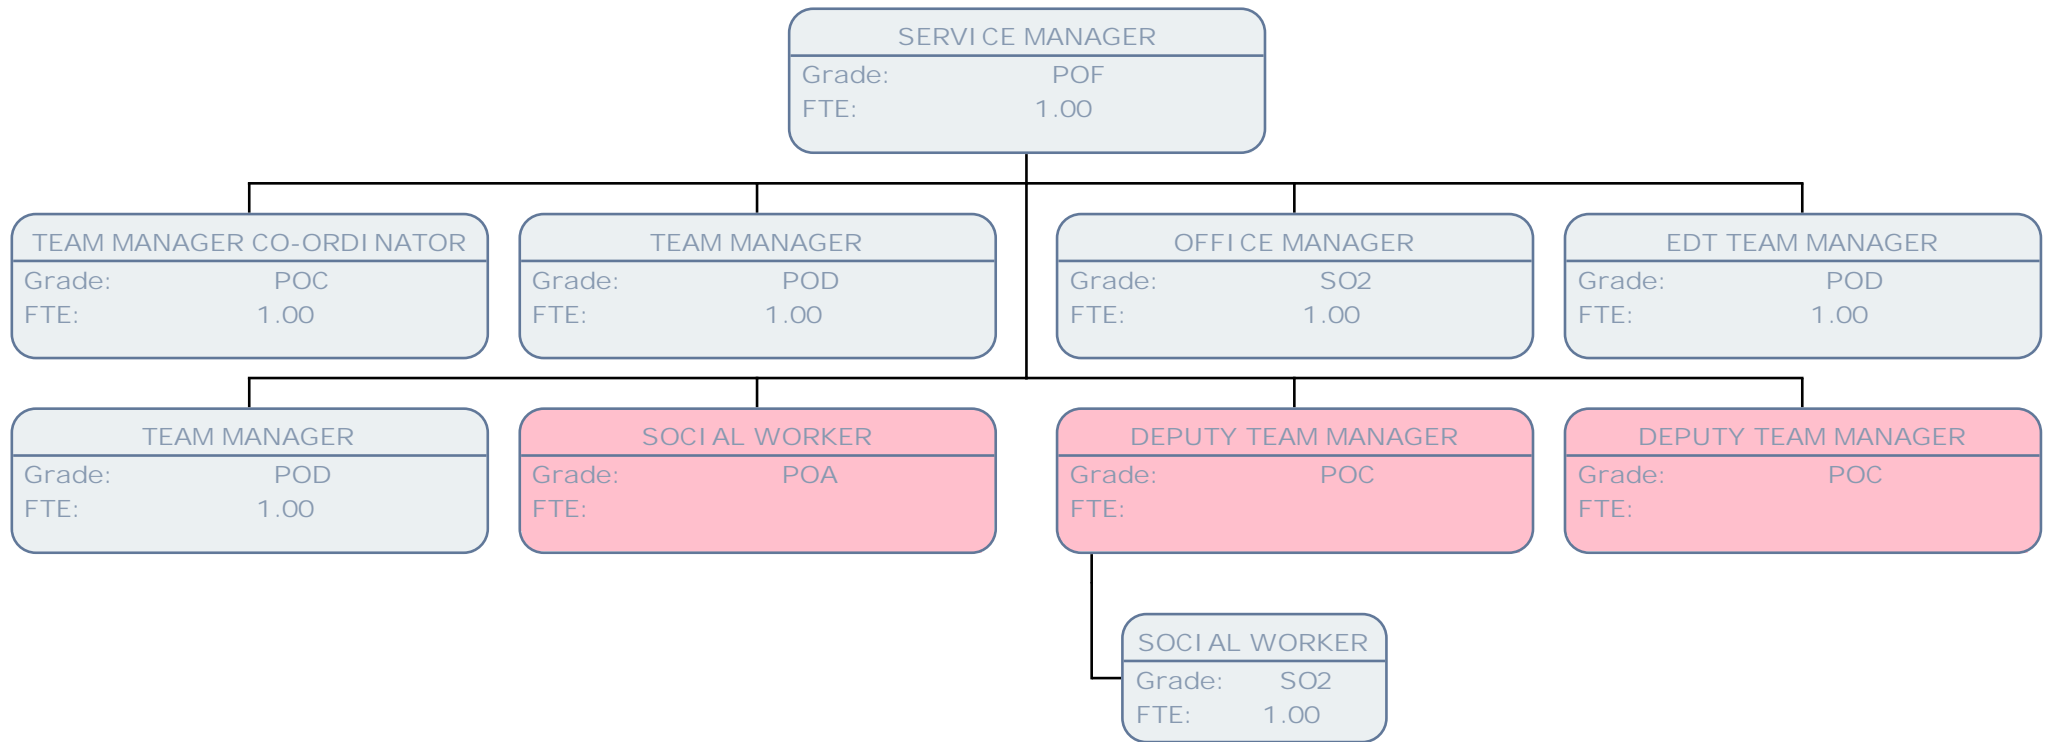 SERVICE MANAGER
Grade: POF
FTE: 1.00
TEAM MANAGER CO-ORDINATOR
Grade: POC
FTE: 1.00
TEAM MANAGER
Grade: POD
FTE: 1.00
OFFICE MANAGER
Grade: SO2
FTE: 1.00
EDT TEAM MANAGER
Grade: POD
FTE: 1.00
TEAM MANAGER
Grade: POD
FTE: 1.00
SOCIAL WORKER
Grade: POA
FTE:
DEPUTY TEAM MANAGER
Grade: POC
FTE:
DEPUTY TEAM MANAGER
Grade: POC
FTE:
SOCIAL WORKER
Grade: SO2
FTE: 1.00